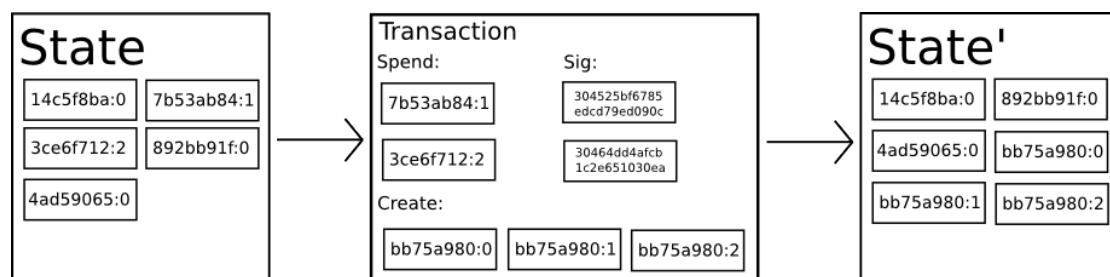 State
14c5f8ba:0 7b53ab84:1
3ce6f712:2 892bb91f:0
4ad59065:0
Transaction
Spend: Sig:
7b53ab84:1
304525bf6785
edcd79ed090c
3ce6f712:2
30464dd4afcb
1c2e651030ea
Create:
bb75a980:0 bb75a980:1 bb75a980:2
State'
14c5f8ba:0 892bb91f:0
4ad59065:0 bb75a980:0
bb75a980:1 bb75a980:2